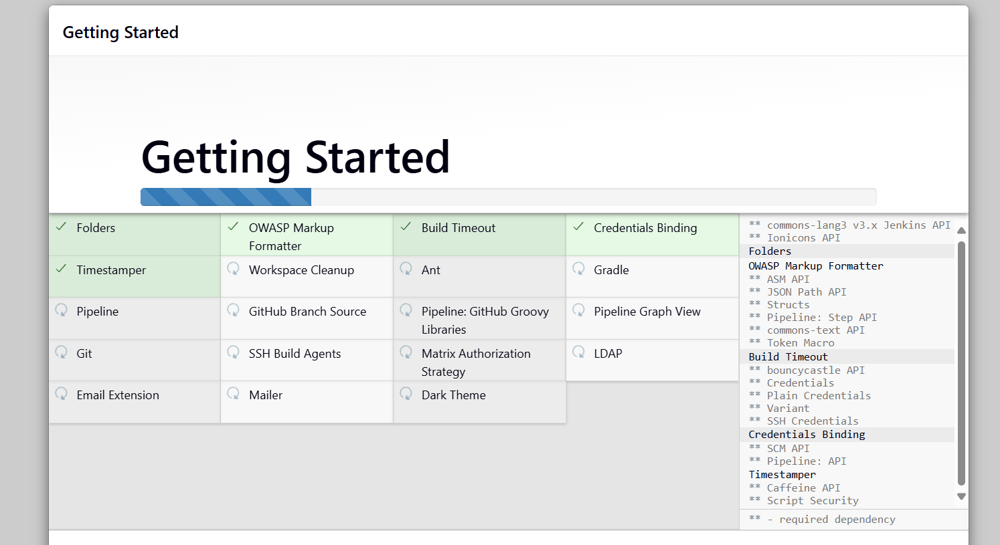 Getting Started
Getting Started
Folders
OWASP Markup
Formatter
Build Timeout
Credentials Binding
Timestamper
Workspace Cleanup
Ant
Gradle
Pipeline
GitHub Branch Source
Pipeline: GitHub Groovy
Libraries
Pipeline Graph View
Git
SSH Build Agents
Matrix Authorization
Strategy
LDAP
Email Extension
Mailer
Dark Theme
** commons-lang3 v3.x Jenkins API
** Ionicons API
Folders
OWASP Markup Formatter
** ASM API
** JSON Path API
** Structs
** Pipeline: Step API
** commons-text API
** Token Macro
Build Timeout
** bouncycastle API
** Credentials
** Plain Credentials
** Variant
** SSH Credentials
Credentials Binding
** SCM API
** Pipeline: API
Timestamper
** Caffeine API
** Script Security
** - required dependency